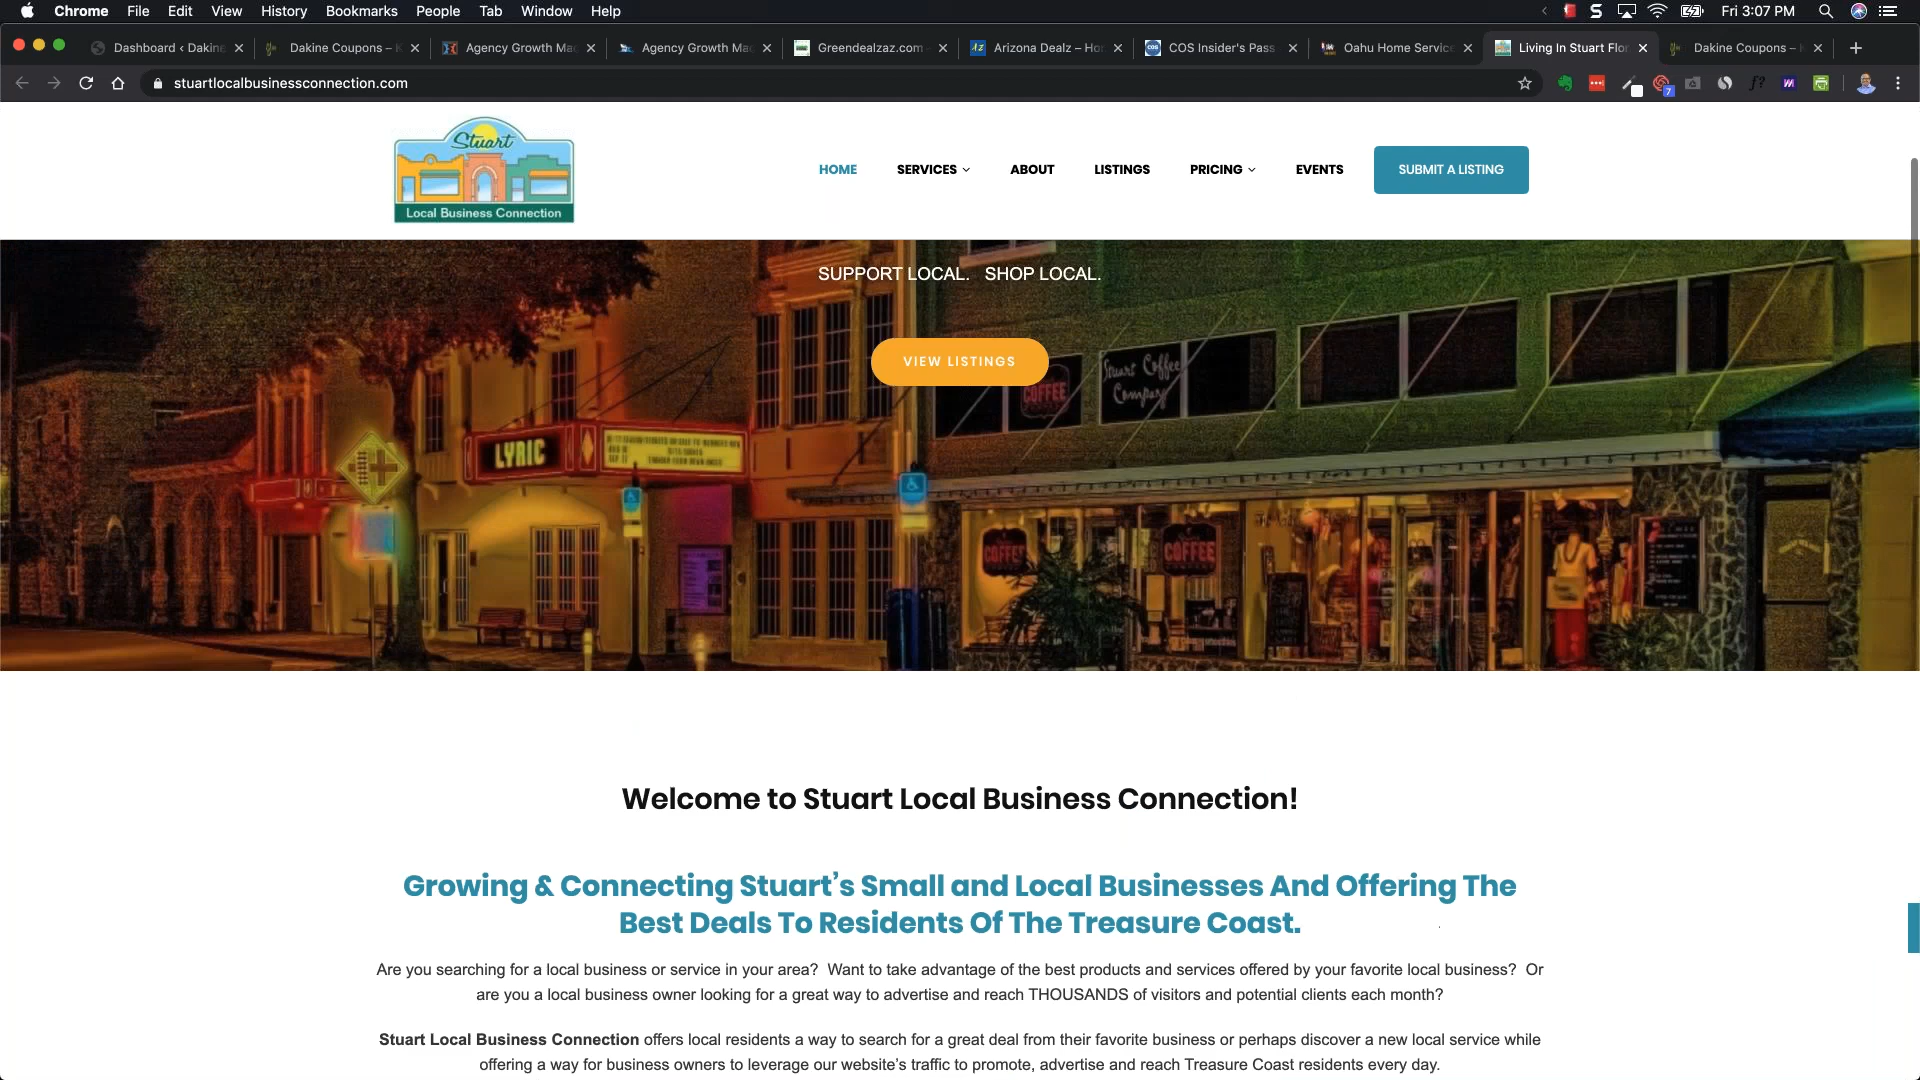 Chrome File Edit View History Bookmarks People Tab Window Help Fri 3:07 PM
Dashboard ‹ Dakine Dakine Coupons – Agency Growth Ma Agency Growth Ma Greendealzaz.com Arizona Dealz – Ho COS Insider's Pass Oahu Home Service Living In Stuart Flor Dakine Coupons –
stuartlocalbusinessconnection.com
7
Stuart
Local Business Connection
HOME SERVICES ABOUT LISTINGS PRICING EVENTS SUBMIT A LISTING
SUPPORT LOCAL. SHOP LOCAL.
VIEW LISTINGS
COFFEE
Stuart Coffee
Company
LYRIC
COFFEE COFFEE
Welcome to Stuart Local Business Connection!
Growing & Connecting Stuart's Small and Local Businesses And Offering The
Best Deals To Residents Of The Treasure Coast.
Are you searching for a local business or service in your area? Want to take advantage of the best products and services offered by your favorite local business? Or
are you a local business owner looking for a great way to advertise and reach THOUSANDS of visitors and potential clients each month?
Stuart Local Business Connection offers local residents a way to search for a great deal from their favorite business or perhaps discover a new local service while
offering a way for business owners to leverage our website's traffic to promote, advertise and reach Treasure Coast residents every day.